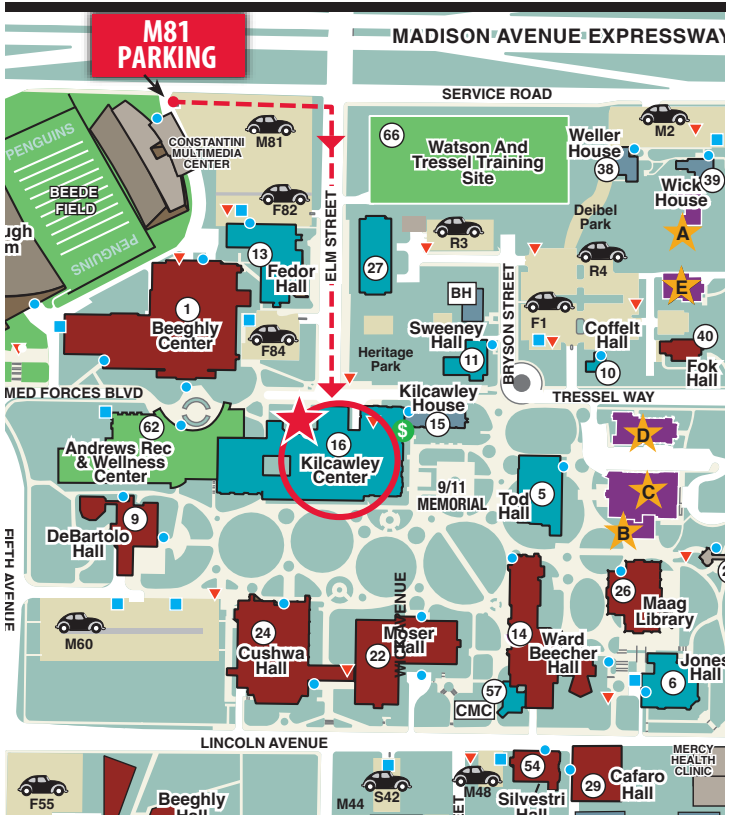 M81
PARKING
MADISON AVENUE EXPRESSWAY
SERVICE ROAD
M2
M81
CONSTANTINI
MULTIMEDIA
CENTER
PENGUINS
BEEDE
FIELD
PENGUINS
66
Watson And
Tressel Training
Site
Weller
House
38
39
Wick
House
A
F82
ELM STREET
Deibel
Park
R3
R4
13
Fedor
Hall
27
E
1
Beeghly
Center
BH
BRYSON STREET
F1
Coffelt
Hall
10
40
Fok
Hall
F84
Sweeney
Hall
11
Heritage
Park
MED FORCES BLVD
Kilcawley
House
15
TRESSEL WAY
62
Andrews Rec
& Wellness
Center
16
Kilcawley
Center
$
D
9/11
MEMORIAL
Tod
Hall
5
C
B
9
DeBartolo
Hall
FIFTH AVENUE
WICK AVENUE
26
Maag
Library
M60
24
Cushwa
Hall
Moser
Hall
22
14
Ward
Beecher
Hall
Jones
Hall
6
57
CMC
LINCOLN AVENUE
MERCY
HEALTH
CLINIC
F55
Beeghly
Hall
M44
S42
M48
54
Silvestri
Hall
29
Cafaro
Hall